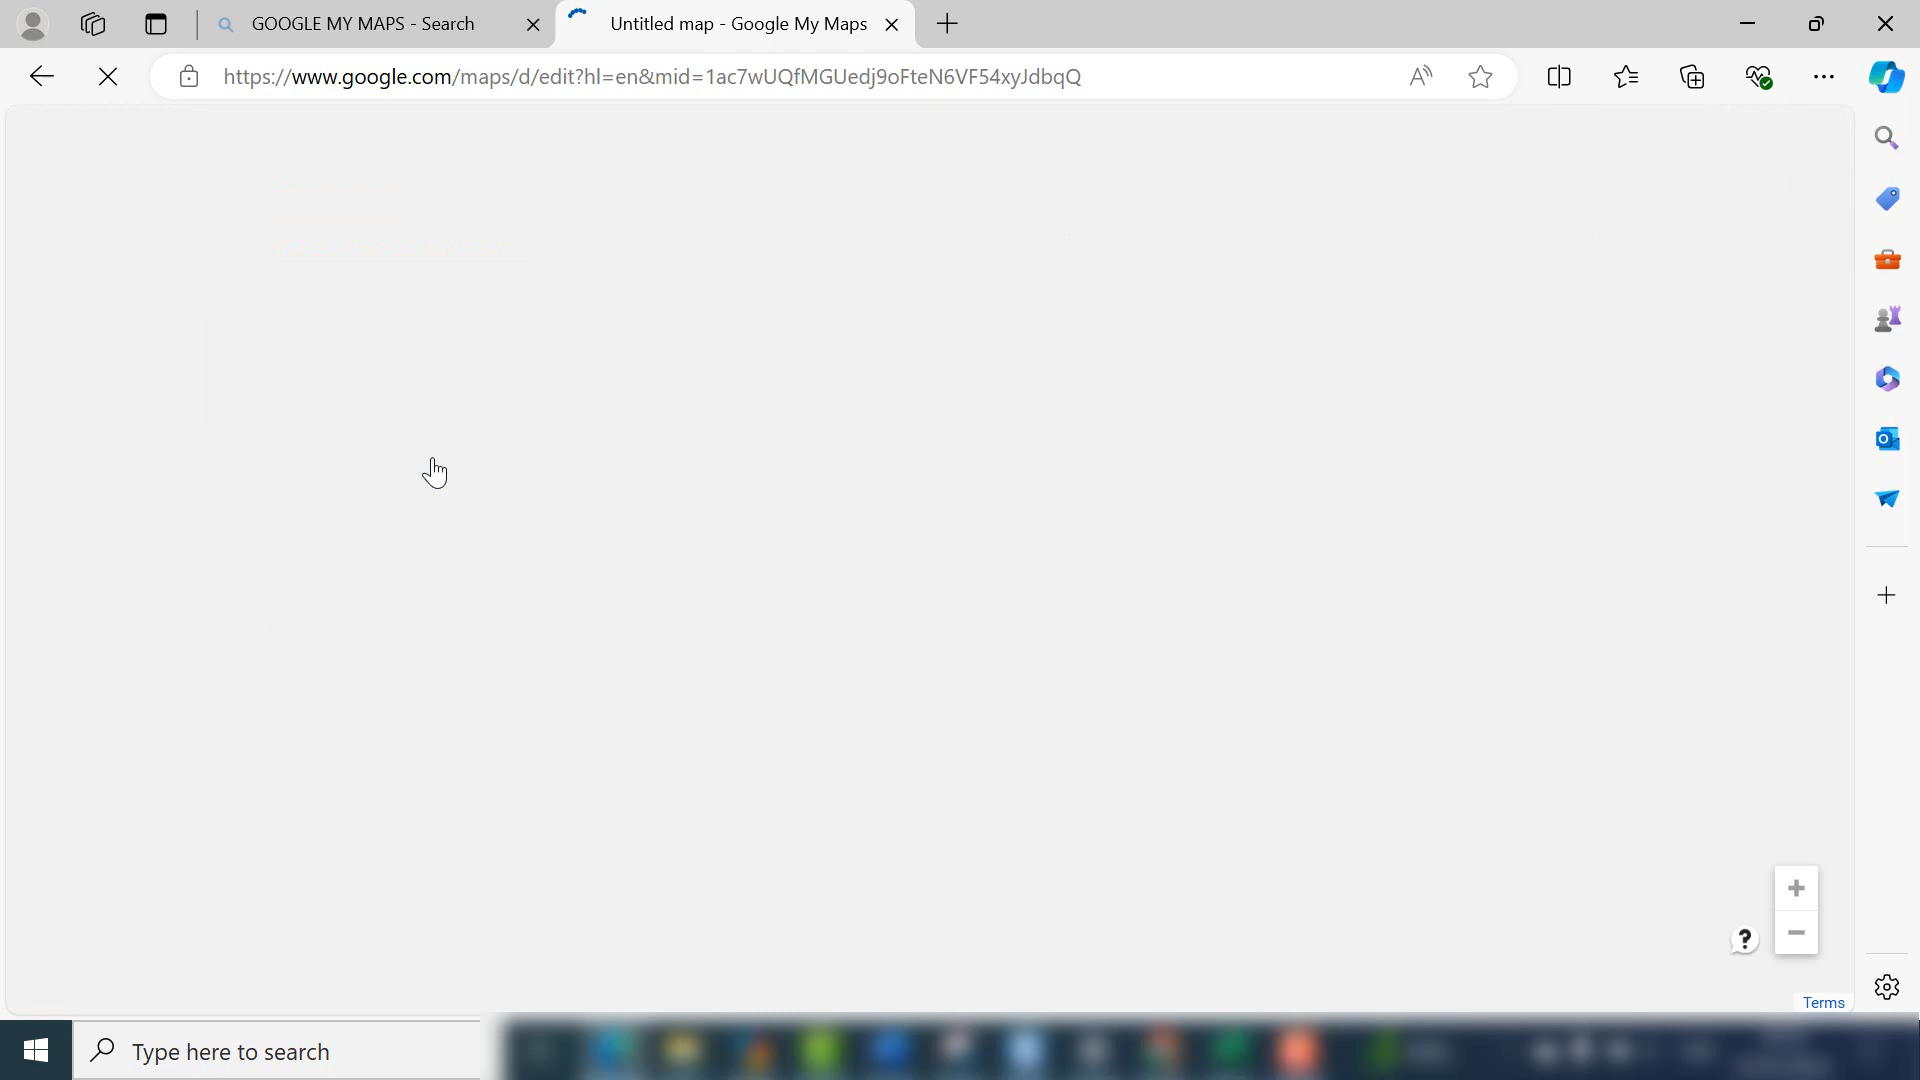 GOOGLE MY MAPS - Search
Untitled map - Google My Maps
https://www.google.com/maps/d/edit?hl=en&mid=1ac7wUQfMGUedj9oFteN6VF54xyJdbqQ
Terms
Type here to search